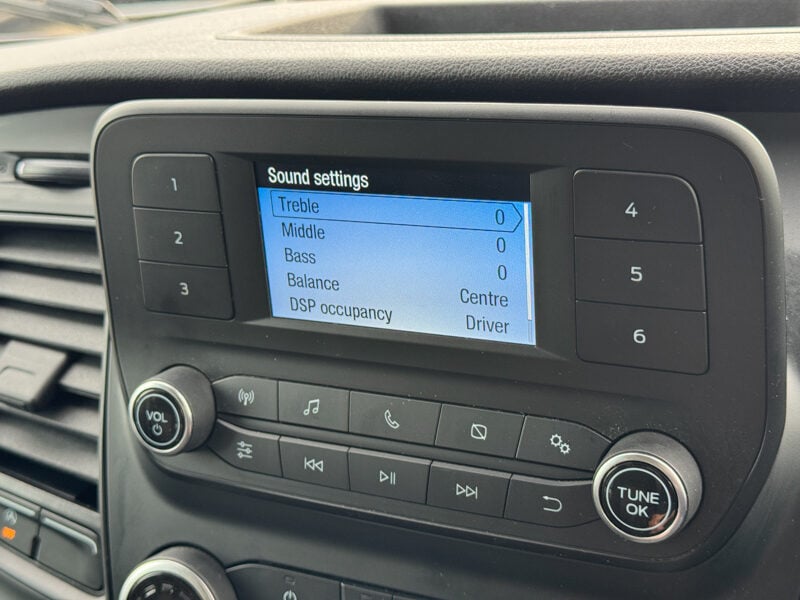 Sound settings
Treble 0
Middle 0
Bass 0
Balance Centre
DSP occupancy Driver
1
2
3
4
5
6
VOL
TUNE
OK